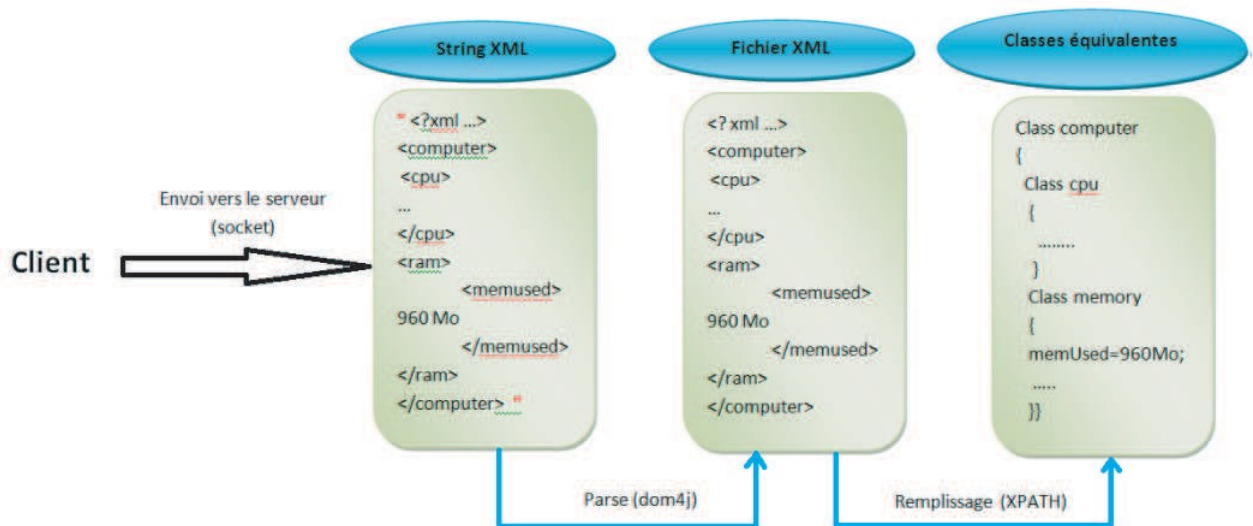 String XML
Fichier XML
Classes équivalentes
Client
Envoi vers le serveur
(socket)
" <?xml ...>
<computer>
<cpu>
...
</cpu>
<ram>
<memused>
960 Mo
</memused>
</ram>
</computer> "
<? xml ...>
<computer>
<cpu>
...
</cpu>
<ram>
<memused>
960 Mo
</memused>
</ram>
</computer>
Class computer
{
Class cpu
{
........
}
Class memory
{
memUsed=960Mo;
.....
}}
Parse (dom4j)
Remplissage (XPATH)